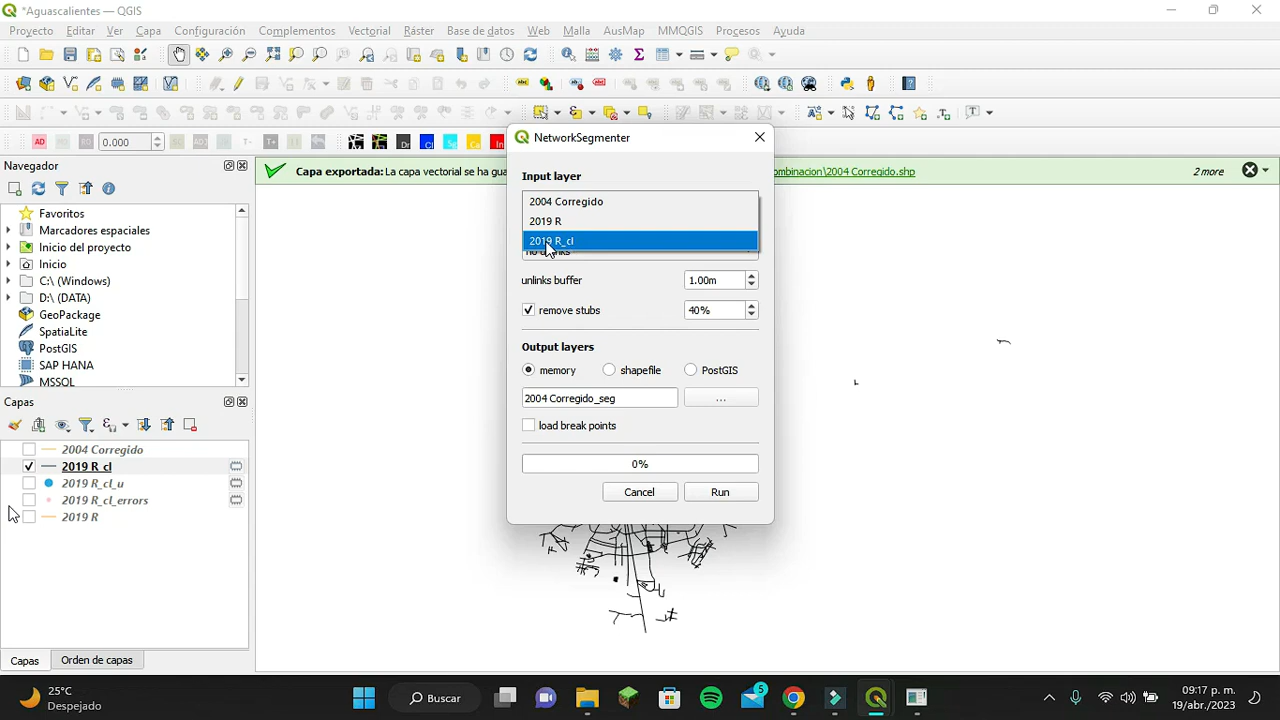 *Aguascalientes — QGIS
Proyecto Editar Ver Capa Configuración Complementos Vectorial Ráster Base de datos Web Malla AusMap MMQGIS Procesos Ayuda
0.000
Navegador
NetworkSegmenter
Capa exportada: La capa vectorial se ha gua
ombinacion\2004 Corregido.shp
2 more
Input layer
2004 Corregido
2019 R
2019 R_cl
no unlinks
unlinks buffer 1.00m
remove stubs 40%
Output layers
memory shapefile PostGIS
2004 Corregido_seg ...
load break points
0%
Cancel Run
Favoritos
Marcadores espaciales
Inicio del proyecto
Inicio
C:\ (Windows)
D:\ (DATA)
GeoPackage
SpatiaLite
PostGIS
SAP HANA
MSSQL
Capas
2004 Corregido
2019 R_cl
2019 R_cl_u
2019 R_cl_errors
2019 R
Capas Orden de capas
25°C
Despejado
Buscar
5
09:17 p. m.
19/abr./2023